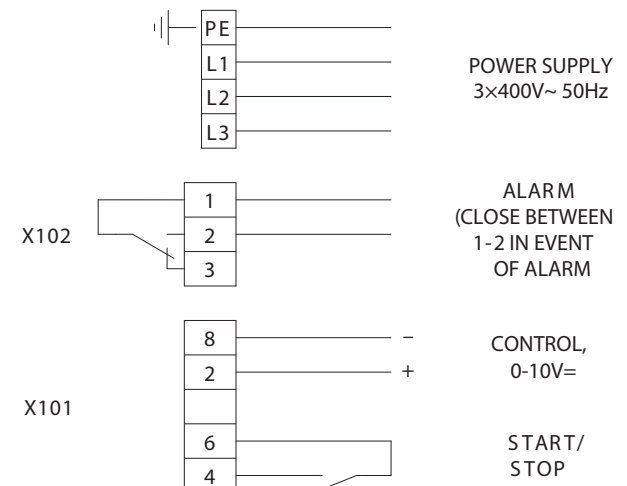 PE
L1
L2
L3
POWER SUPPLY
3×400V~ 50Hz
X102
1
2
3
ALARM
(CLOSE BETWEEN
1-2 IN EVENT
OF ALARM
X101
8
2
6
4
–
+
CONTROL,
0-10V=
START/
STOP